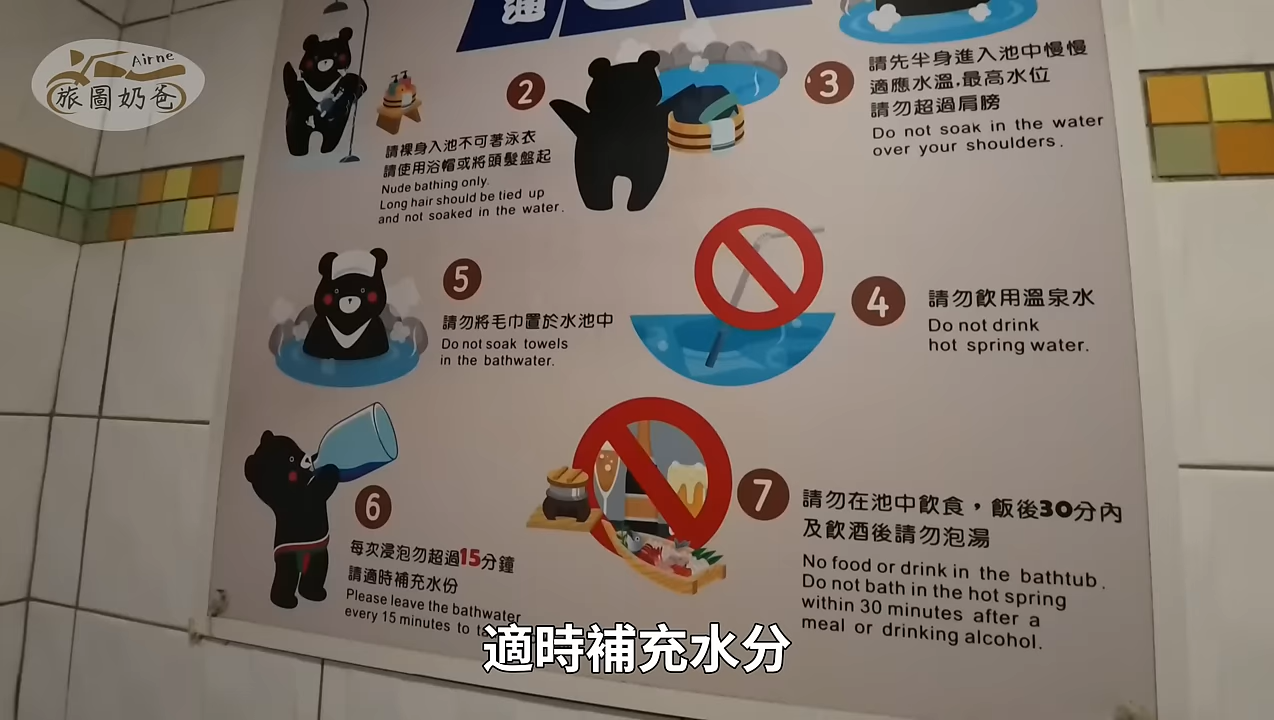 Airne
旅圖奶爸
2
請裸身入池不可著泳衣
請使用浴帽或將頭髮盤起
Nude bathing only.
Long hair should be tied up
and not soaked in the water.
3
請先半身進入池中慢慢
適應水溫,最高水位
請勿超過肩膀
Do not soak in the water
over your shoulders.
5
請勿將毛巾置於水池中
Do not soak towels
in the bathwater.
4
請勿飲用溫泉水
Do not drink
hot spring water.
6
每次浸泡勿超過15分鐘
請適時補充水份
Please leave the bathwater
every 15 minutes to
7
請勿在池中飲食，飯後30分內
及飲酒後請勿泡湯
No food or drink in the bathtub.
Do not bath in the hot spring
within 30 minutes after a
meal or drinking alcohol.
適時補充水分